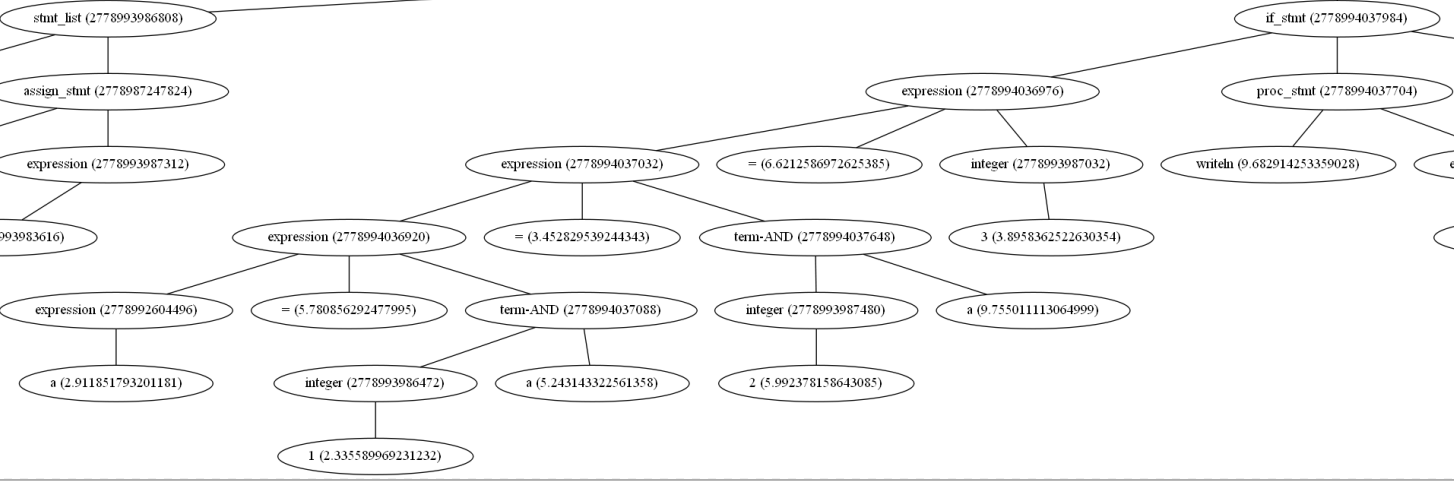 stmt_list (2778993986808)
if_stmt (2778994037984)
assign_stmt (2778987247824)
expression (2778994036976)
proc_stmt (2778994037704)
expression (2778993987312)
expression (2778994037032)
= (6.6212586972625385)
integer (2778993987032)
writeln (9.682914253359028)
993983616)
expression (2778994036920)
= (3.452829539244343)
term-AND (2778994037648)
3 (3.8958362522630354)
expression (2778992604496)
= (5.780856292477995)
term-AND (2778994037088)
integer (2778993987480)
a (9.755011113064999)
a (2.911851793201181)
integer (2778993986472)
a (5.243143322561358)
2 (5.992378158643085)
1 (2.335589969231232)